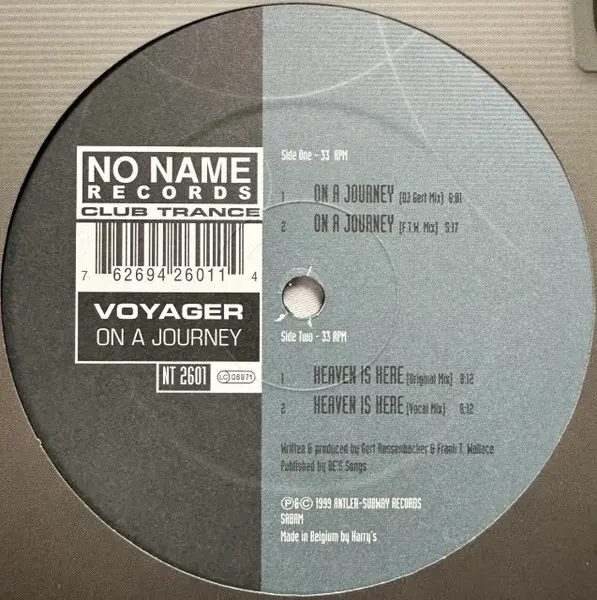 NO NAME
RECORDS
CLUB TRANCE
7 62694 26011 4
VOYAGER
ON A JOURNEY
NT 2601 LC 06971
Side One - 33 RPM
1 ON A JOURNEY [DJ Gert Mix] 6:01
2 ON A JOURNEY [F.T.W. Mix] 5:17
Side Two - 33 RPM
1 HEAVEN IS HERE [Original Mix] 8:12
2 HEAVEN IS HERE [Vocal Mix] 8:12
Written & produced by Gert Rossenbacker & Frank T. Wallace
Published by BE'S Songs
℗&© 1999 ANTLER-SUBWAY RECORDS
SABAM
Made in Belgium by Harry's